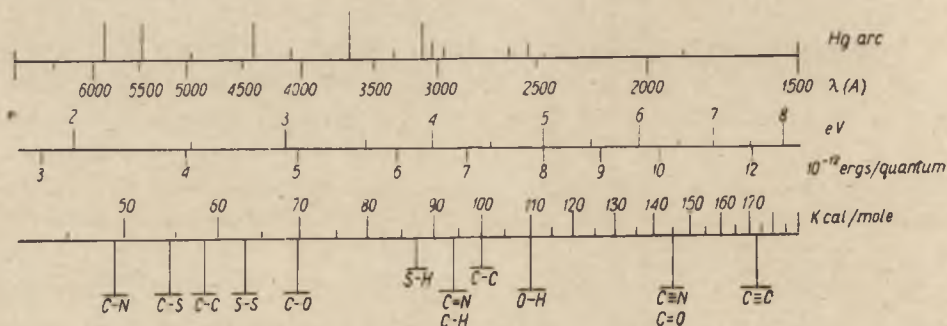 Hg arc
6000 5500 5000 4500 4000 3500 3000 2500 2000 1500 λ(A)
2 3 4 5 6 7 8 eV
3 4 5 6 7 8 9 10 12 10⁻¹² ergs/quantum
50 60 70 80 90 100 110 120 130 140 150 160 170 Kcal/mole
C-N C-S C-C S-S C-O S-H C=N C-C O-H C≡N C≡C
C-H C=O